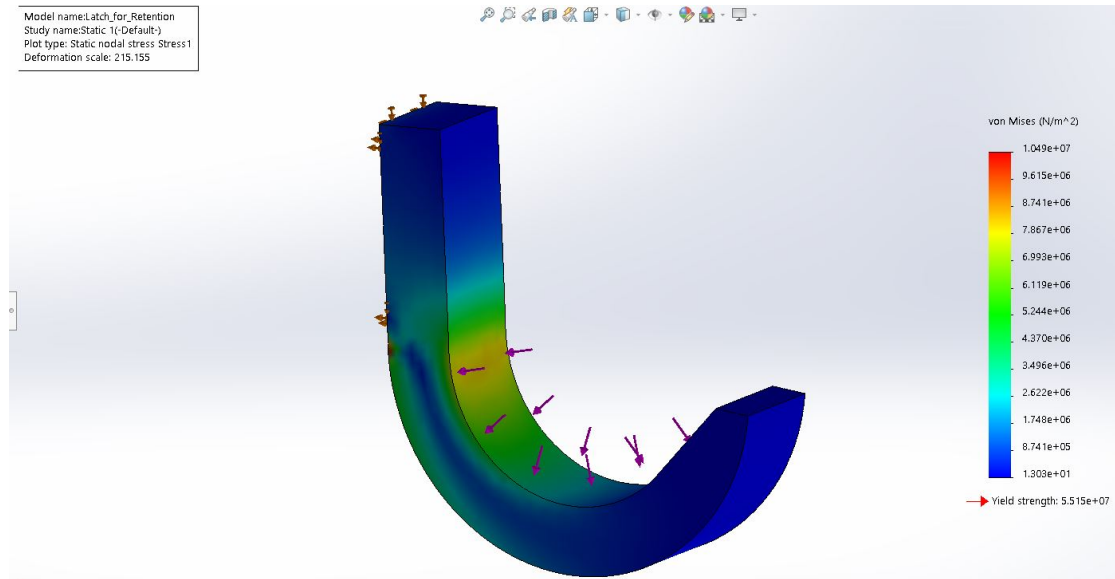 Model name:Latch_for_Retention
Study name:Static 1(-Default-)
Plot type: Static nodal stress Stress1
Deformation scale: 215.155
von Mises (N/m^2)
1.049e+07
9.615e+06
8.741e+06
7.867e+06
6.993e+06
6.119e+06
5.244e+06
4.370e+06
3.496e+06
2.622e+06
1.748e+06
8.741e+05
1.303e+01
Yield strength: 5.515e+07